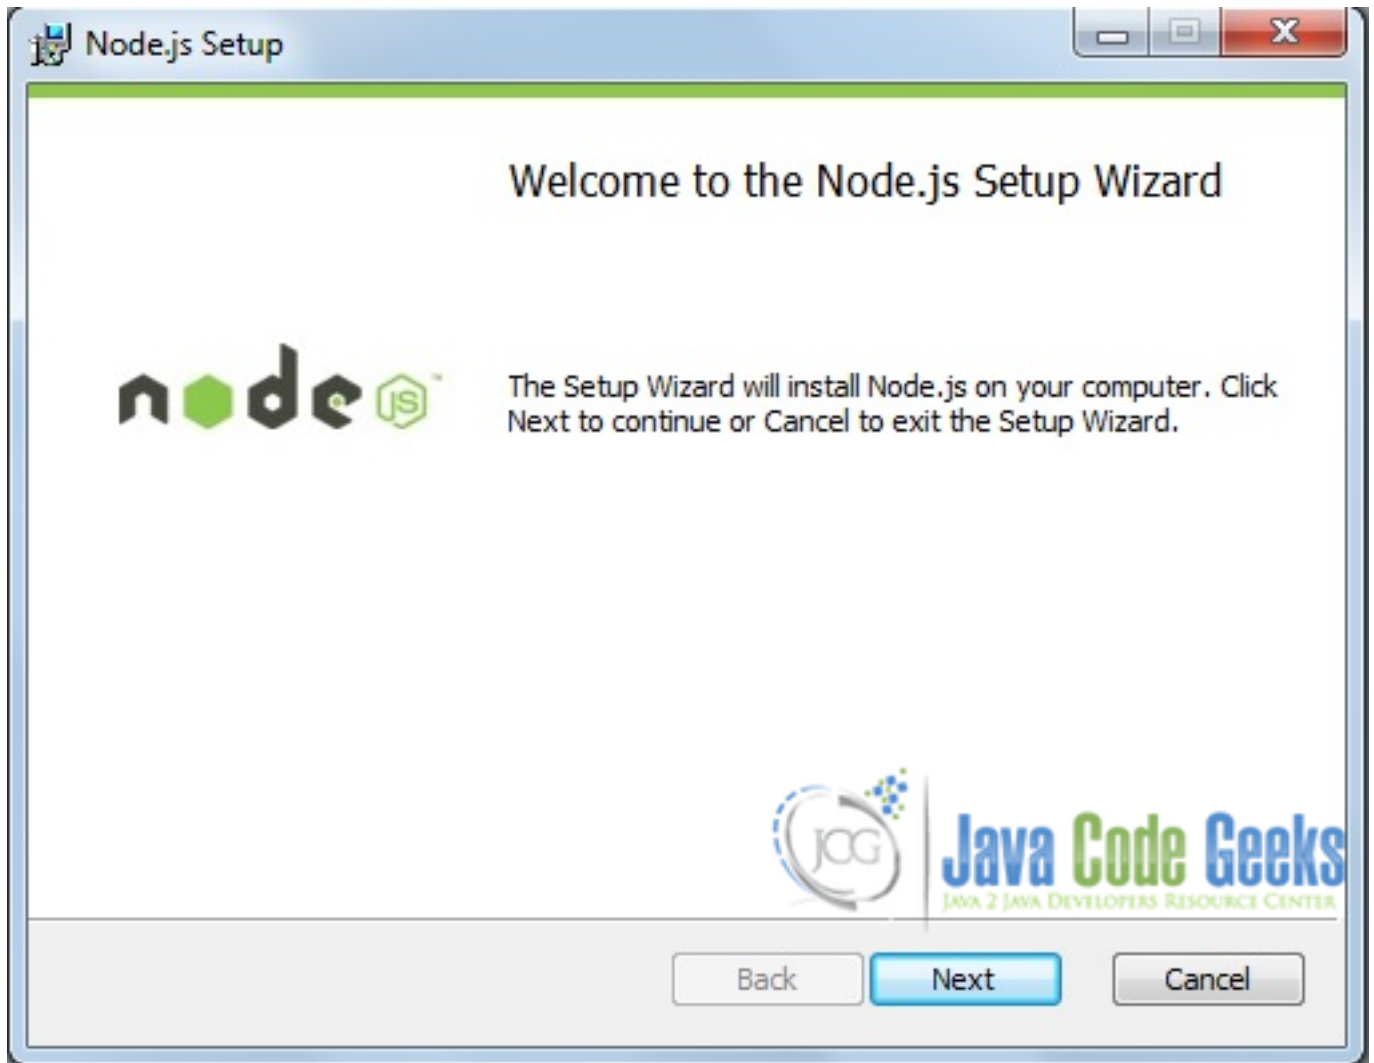 Node.js Setup
Welcome to the Node.js Setup Wizard
node JS™
The Setup Wizard will install Node.js on your computer. Click
Next to continue or Cancel to exit the Setup Wizard.
JCG
Java Code Geeks
JAVA 2 JAVA DEVELOPERS RESOURCE CENTER
Back
Next
Cancel